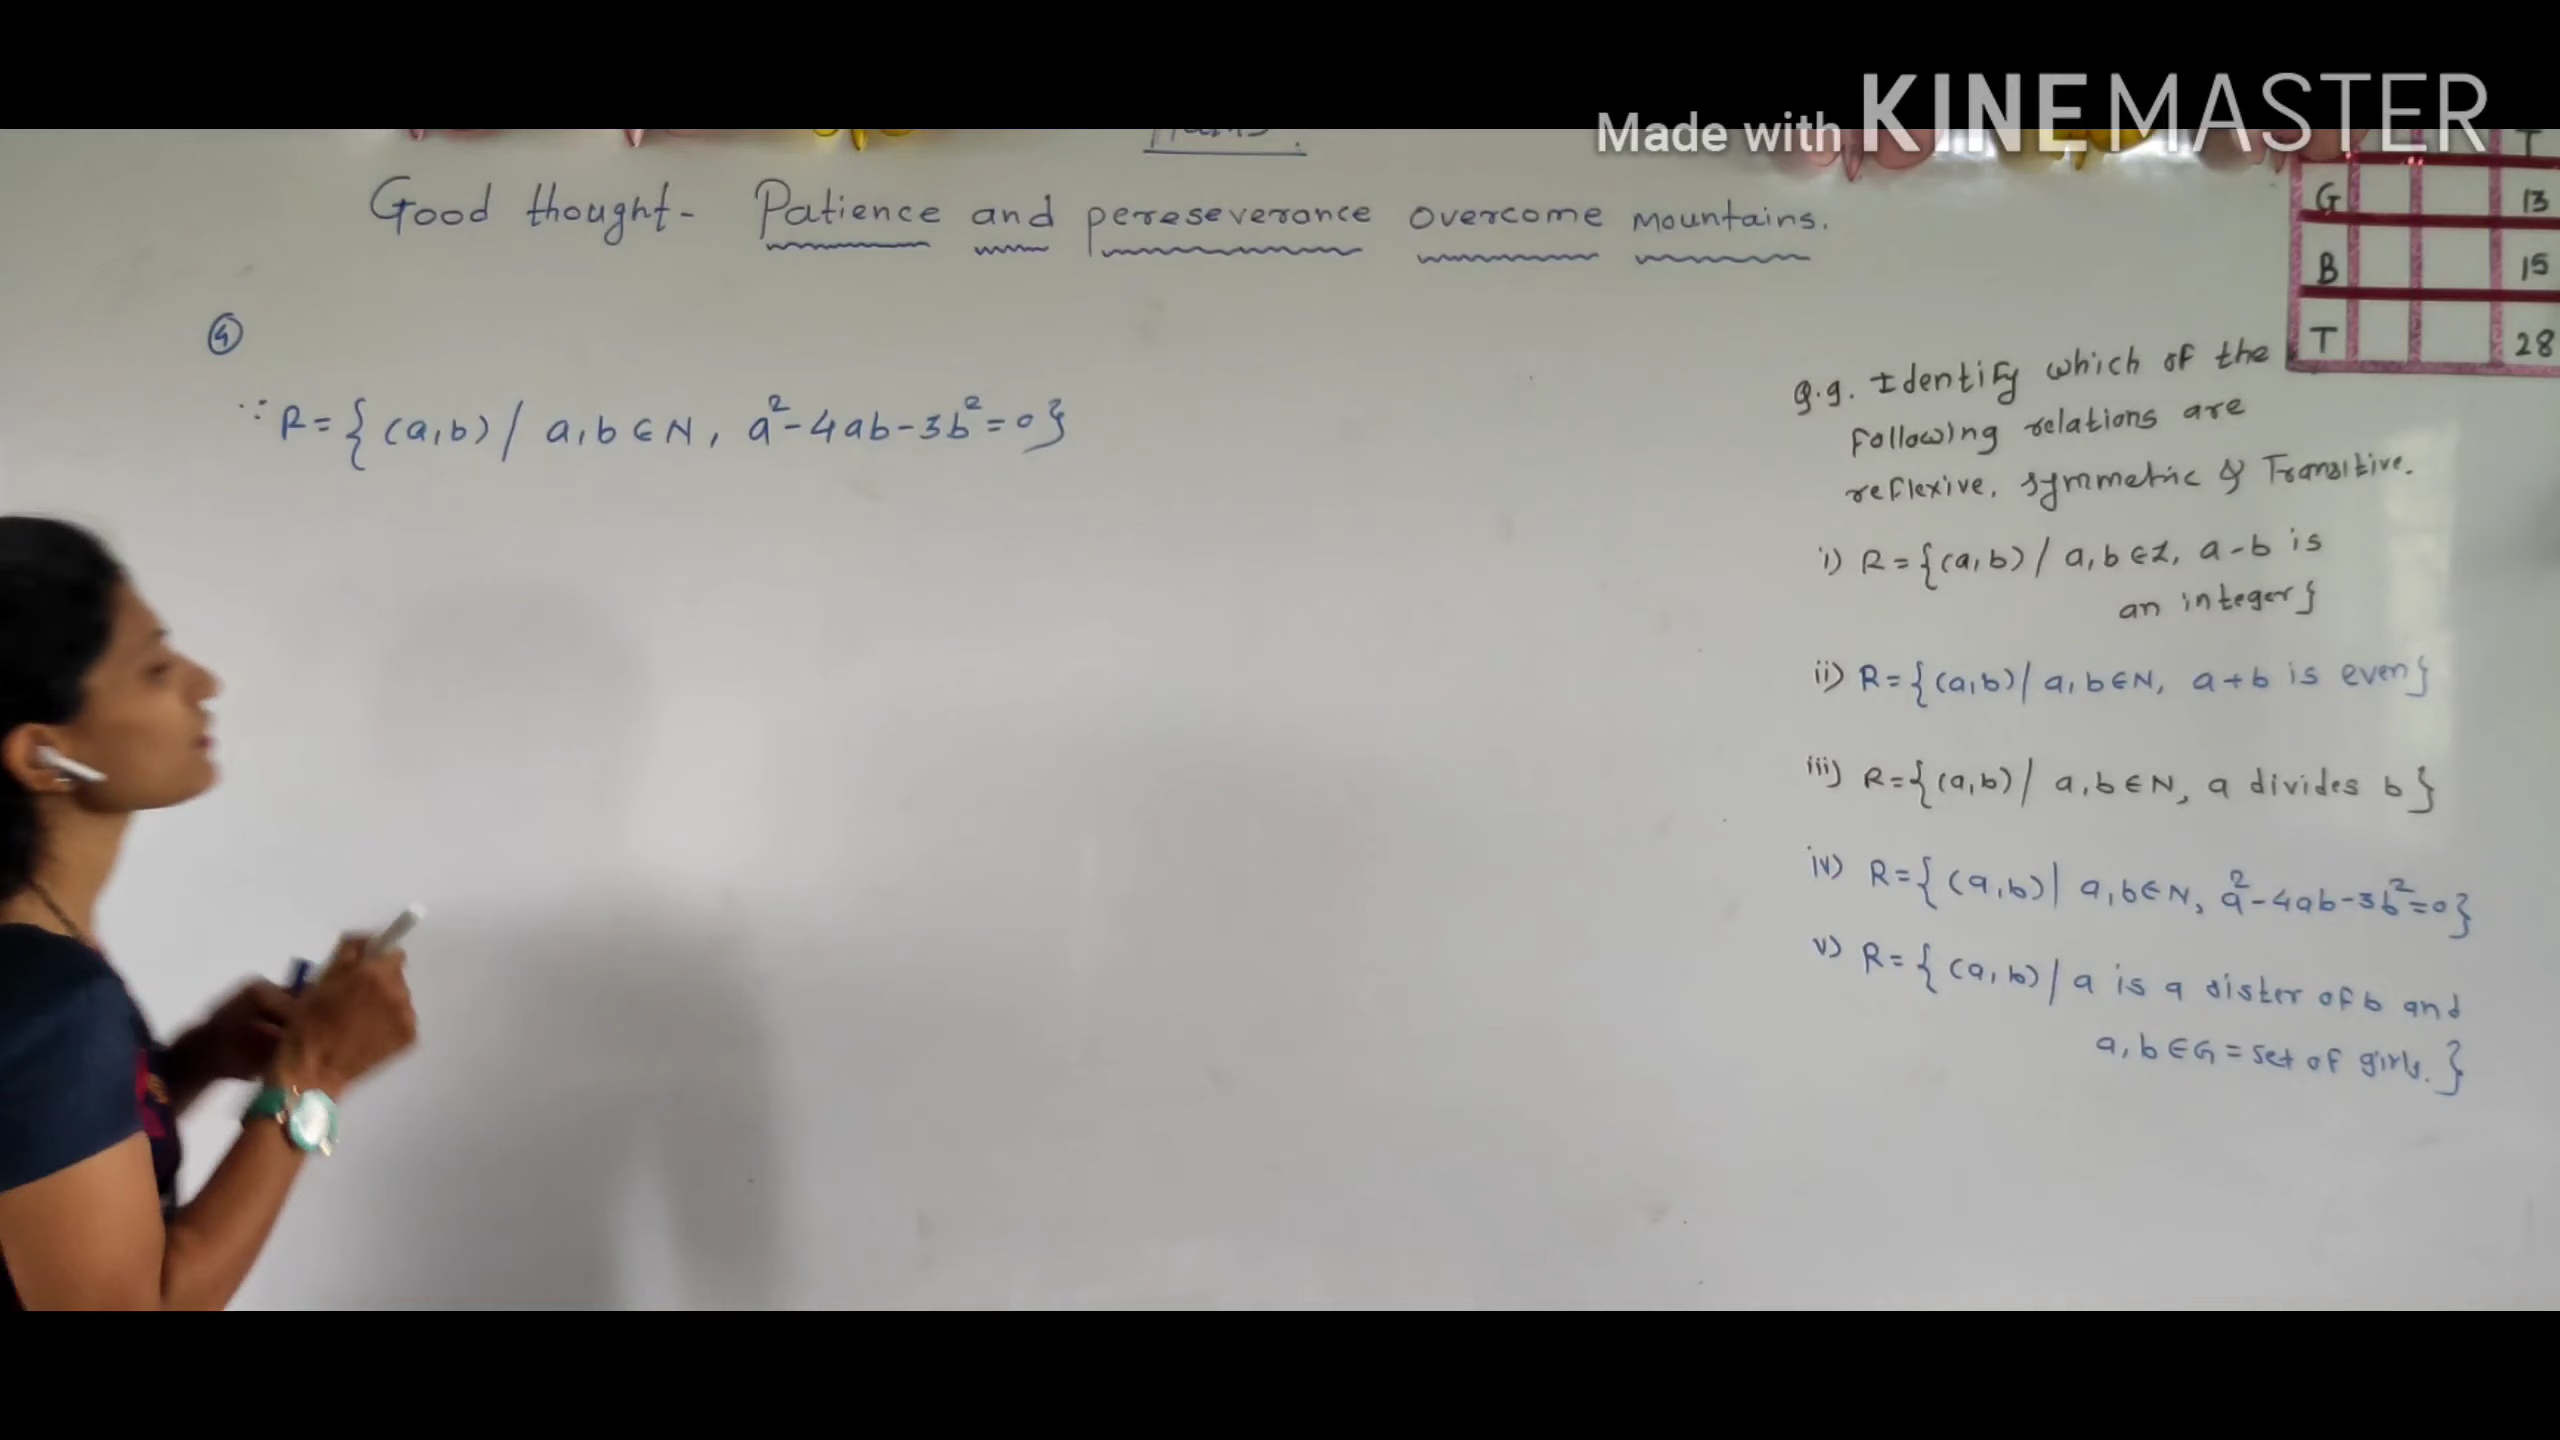 Made with KINEMASTER
Good thought- Patience and pereseverance overcome mountains.
T
G 13
B 15
T 28
④
∵ R = { (a,b) / a,b ∈ N, a²-4ab-3b²=0}
Q.9. Identify which of the
following relations are
reflexive, symmetric & Transitive.
i) R = {(a,b) / a,b ∈ Z, a-b is
an integer}
ii) R = {(a,b) / a,b ∈ N, a+b is even}
iii) R = {(a,b) / a,b ∈ N, a divides b}
iv) R = { (a,b) | a,b ∈ N, a²-4ab-3b²=0}
v) R = { (a,b) / a is a sister of b and
a,b ∈ G = set of girls. }